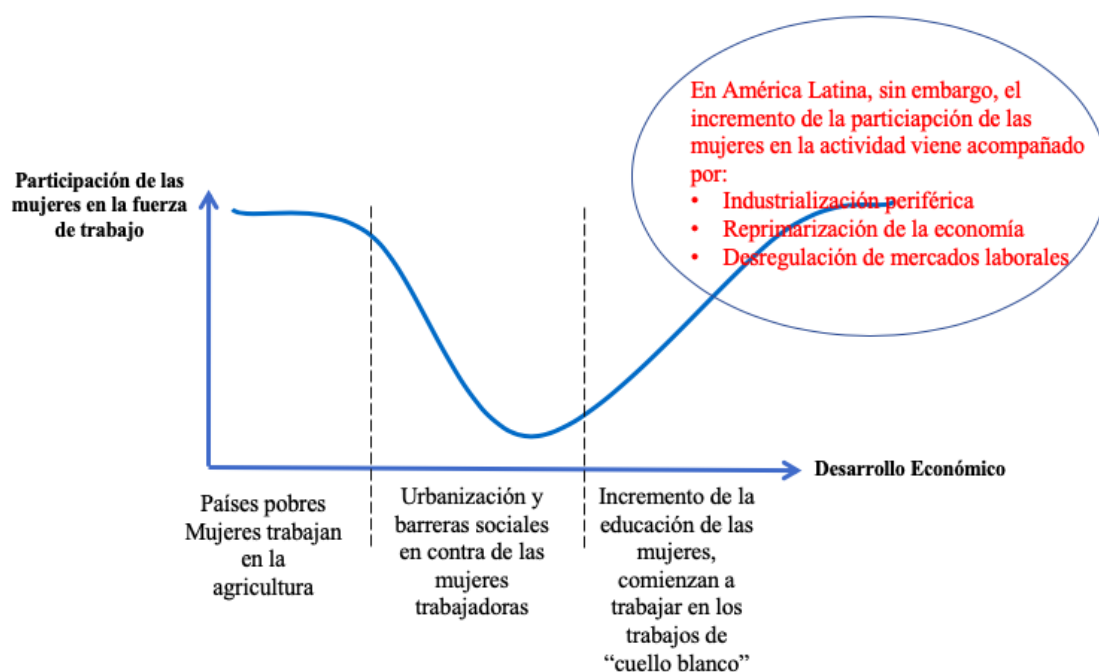 En América Latina, sin embargo, el
incremento de la particiapción de las
mujeres en la actividad viene acompañado
por:
• Industrialización periférica
• Reprimarización de la economía
• Desregulación de mercados laborales
Participación de las
mujeres en la fuerza
de trabajo
Desarrollo Económico
Países pobres
Mujeres trabajan
en la
agricultura
Urbanización y
barreras sociales
en contra de las
mujeres
trabajadoras
Incremento de la
educación de las
mujeres,
comienzan a
trabajar en los
trabajos de
“cuello blanco”